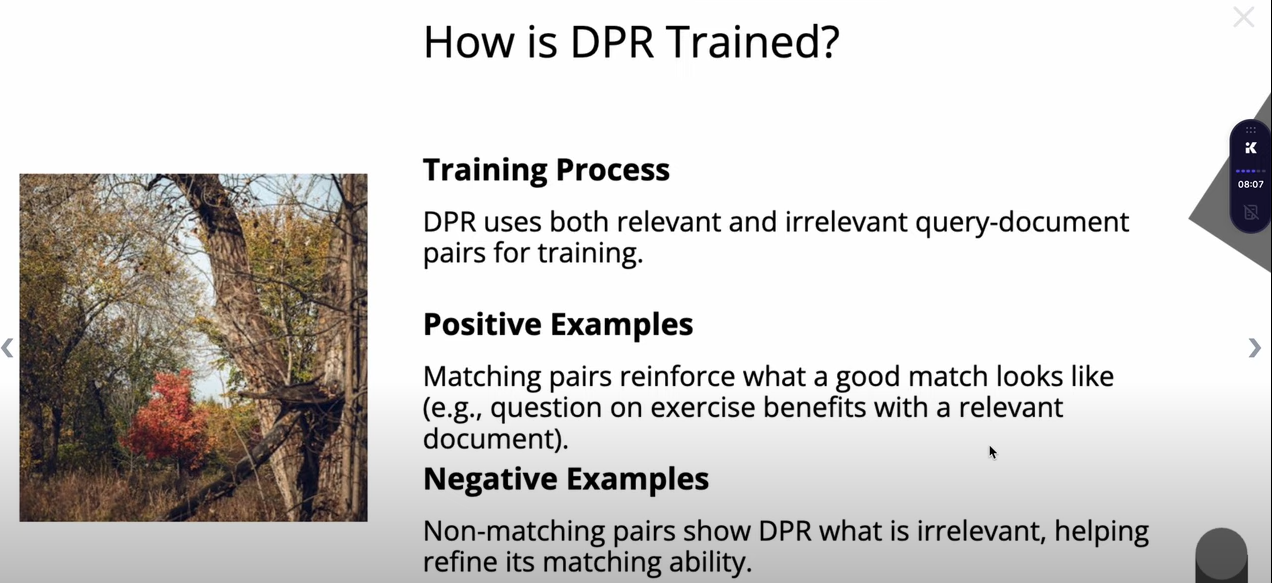 How is DPR Trained?
Training Process
DPR uses both relevant and irrelevant query-document
pairs for training.
Positive Examples
Matching pairs reinforce what a good match looks like
(e.g., question on exercise benefits with a relevant
document).
Negative Examples
Non-matching pairs show DPR what is irrelevant, helping
refine its matching ability.
08:07